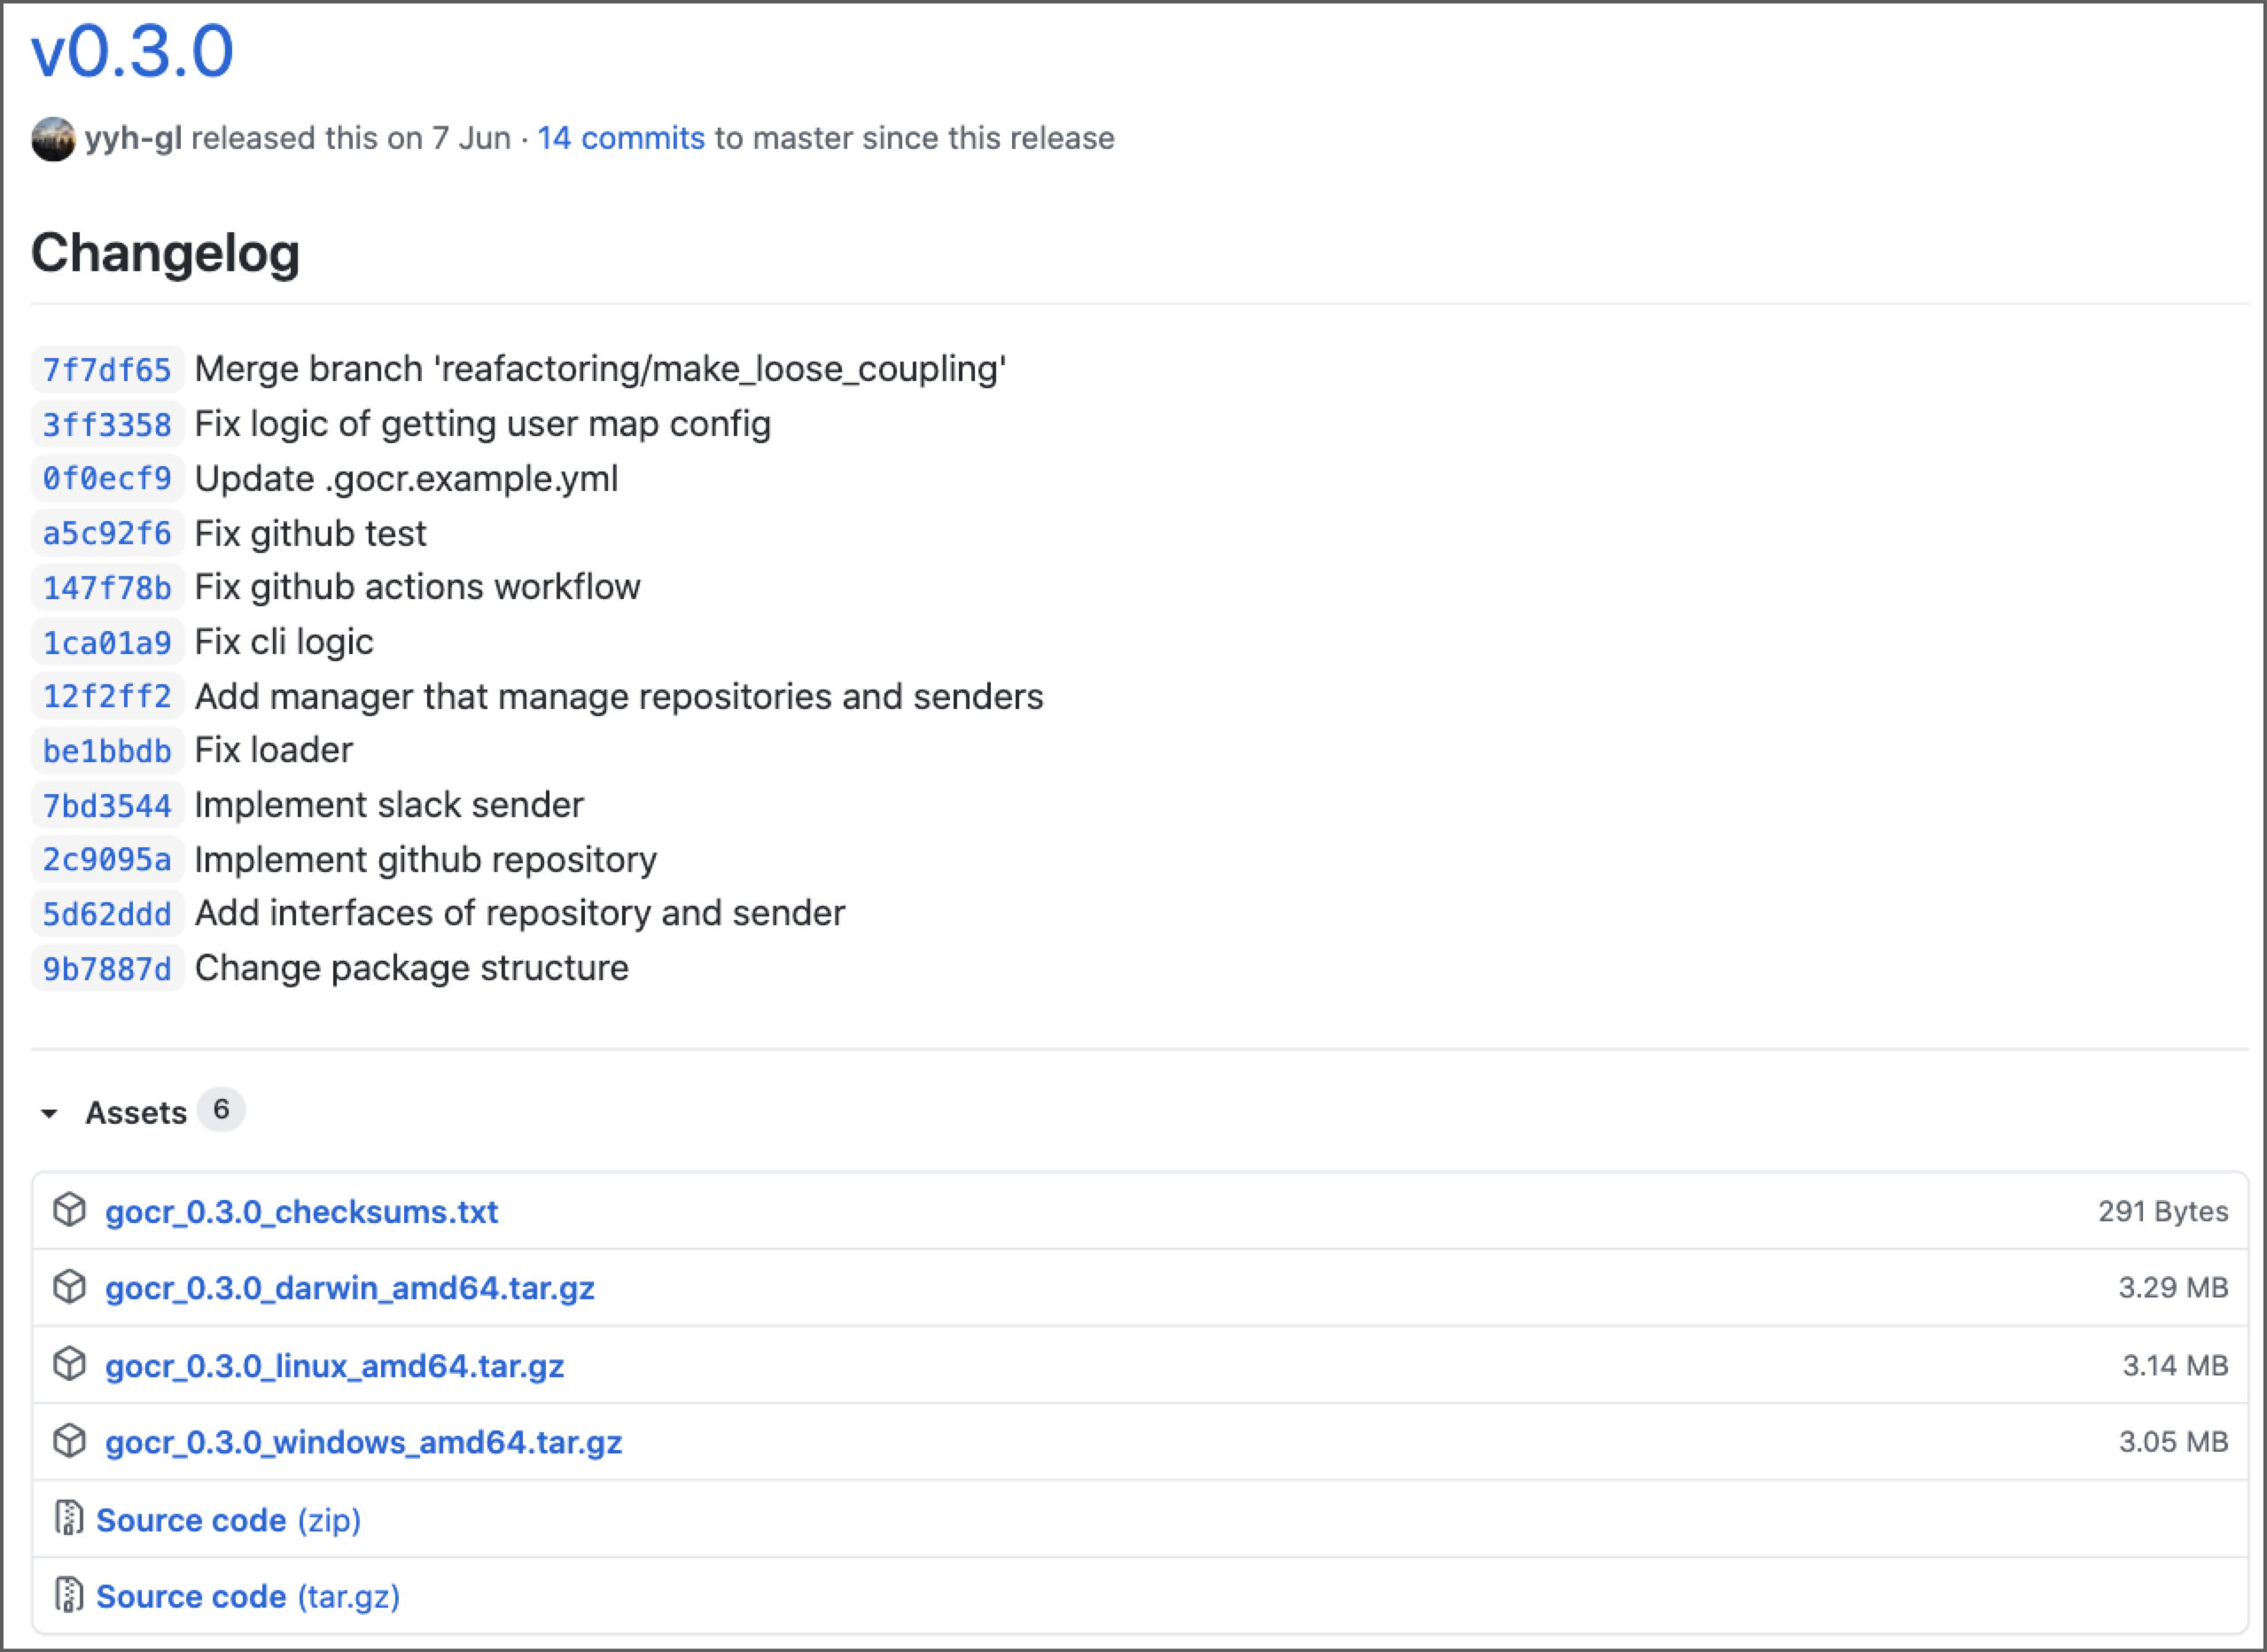 v0.3.0
yyh-gl released this on 7 Jun · 14 commits to master since this release
Changelog
7f7df65 Merge branch 'reafactoring/make_loose_coupling'
3ff3358 Fix logic of getting user map config
0f0ecf9 Update .gocr.example.yml
a5c92f6 Fix github test
147f78b Fix github actions workflow
1ca01a9 Fix cli logic
12f2ff2 Add manager that manage repositories and senders
be1bbdb Fix loader
7bd3544 Implement slack sender
2c9095a Implement github repository
5d62ddd Add interfaces of repository and sender
9b7887d Change package structure
Assets 6
gocr_0.3.0_checksums.txt 291 Bytes
gocr_0.3.0_darwin_amd64.tar.gz 3.29 MB
gocr_0.3.0_linux_amd64.tar.gz 3.14 MB
gocr_0.3.0_windows_amd64.tar.gz 3.05 MB
Source code (zip)
Source code (tar.gz)